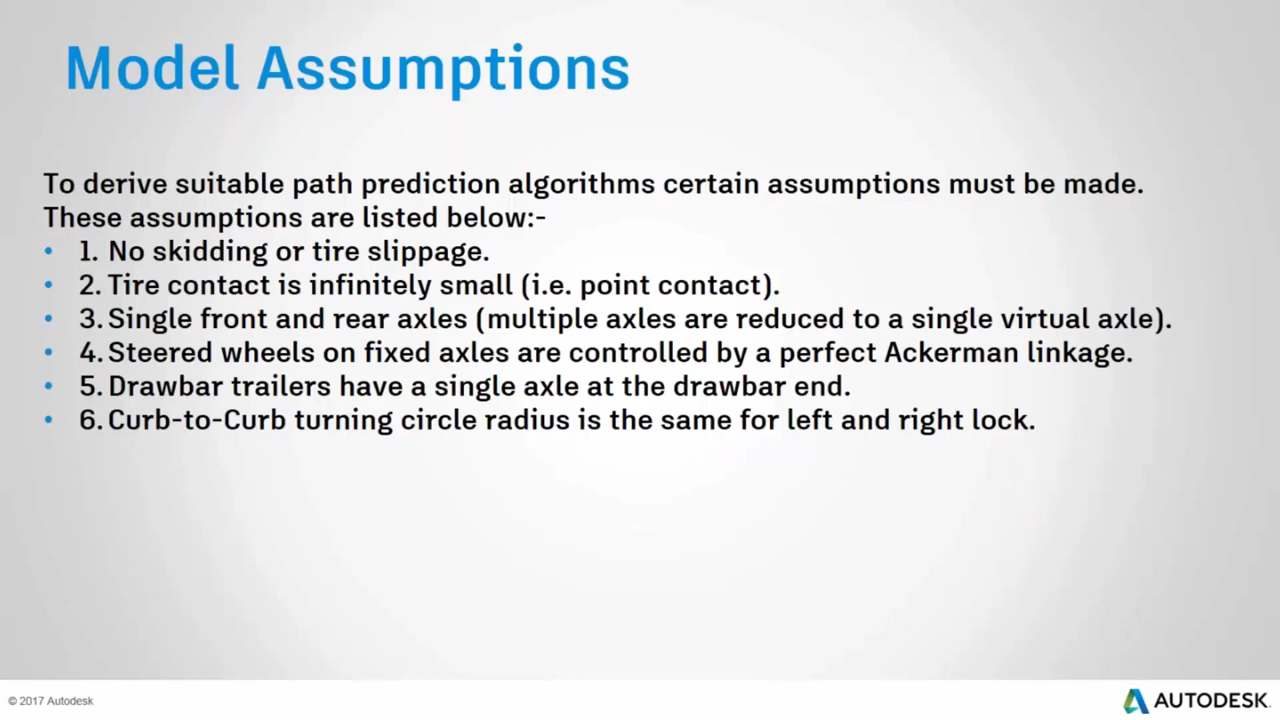 Model Assumptions
To derive suitable path prediction algorithms certain assumptions must be made.
These assumptions are listed below:-
• 1. No skidding or tire slippage.
• 2. Tire contact is infinitely small (i.e. point contact).
• 3. Single front and rear axles (multiple axles are reduced to a single virtual axle).
• 4. Steered wheels on fixed axles are controlled by a perfect Ackerman linkage.
• 5. Drawbar trailers have a single axle at the drawbar end.
• 6. Curb-to-Curb turning circle radius is the same for left and right lock.
© 2017 Autodesk
AUTODESK.